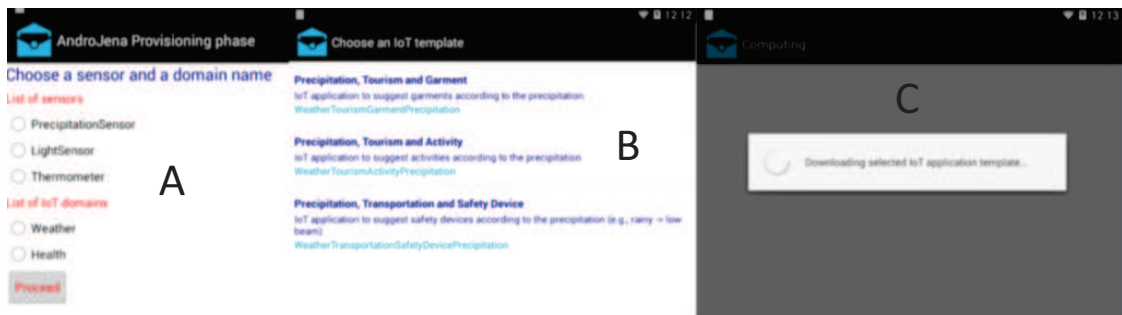 AndroJena Provisioning phase
Choose a sensor and a domain name
List of sensors
PrecipitationSensor
LightSensor
Thermometer
A
List of IoT domains
Weather
Health
Proceed
12:12
Choose an IoT template
Precipitation, Tourism and Garment
IoT application to suggest garments according to the precipitation
WeatherTourismGarmentPrecipitation
B
Precipitation, Tourism and Activity
IoT application to suggest activities according to the precipitation
WeatherTourismActivityPrecipitation
Precipitation, Transportation and Safety Device
IoT application to suggest safety devices according to the precipitation (e.g., rainy -> low
beam)
WeatherTransportationSafetyDevicePrecipitation
12:13
Computing
C
Downloading selected IoT application template...